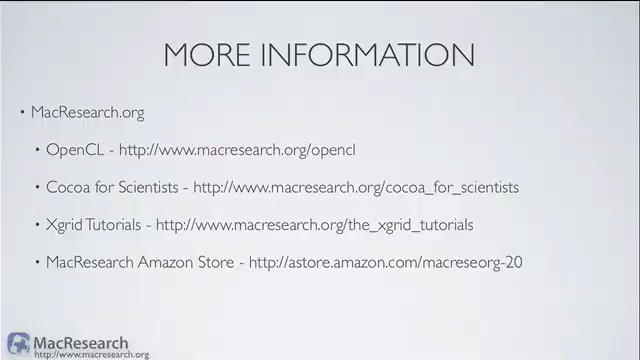 MORE INFORMATION
• MacResearch.org
• OpenCL - http://www.macresearch.org/opencl
• Cocoa for Scientists - http://www.macresearch.org/cocoa_for_scientists
• Xgrid Tutorials - http://www.macresearch.org/the_xgrid_tutorials
• MacResearch Amazon Store - http://astore.amazon.com/macreseorg-20
MacResearch
http://www.macresearch.org